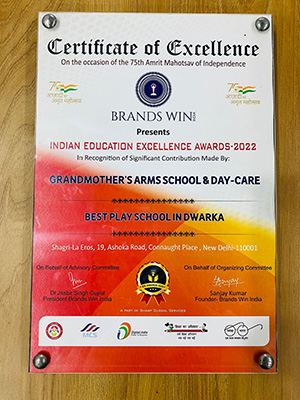 Certificate of Excellence
On the occasion of the 75th Amrit Mahotsav of Independence
BRANDS WIN
Presents
INDIAN EDUCATION EXCELLENCE AWARDS-2022
In Recognition of Significant Contribution Made By:
GRANDMOTHER'S ARMS SCHOOL & DAY-CARE
BEST PLAY SCHOOL IN DWARKA
Shagri-La Eros, 19, Ashoka Road, Connaught Place , New Delhi-110001
On Behalf of Advisory Committee
On Behalf of Organizing Committee
Singh
President Brands Win India
Sanjay Kumar
Founder- Brands Win India
MCS
Digital India